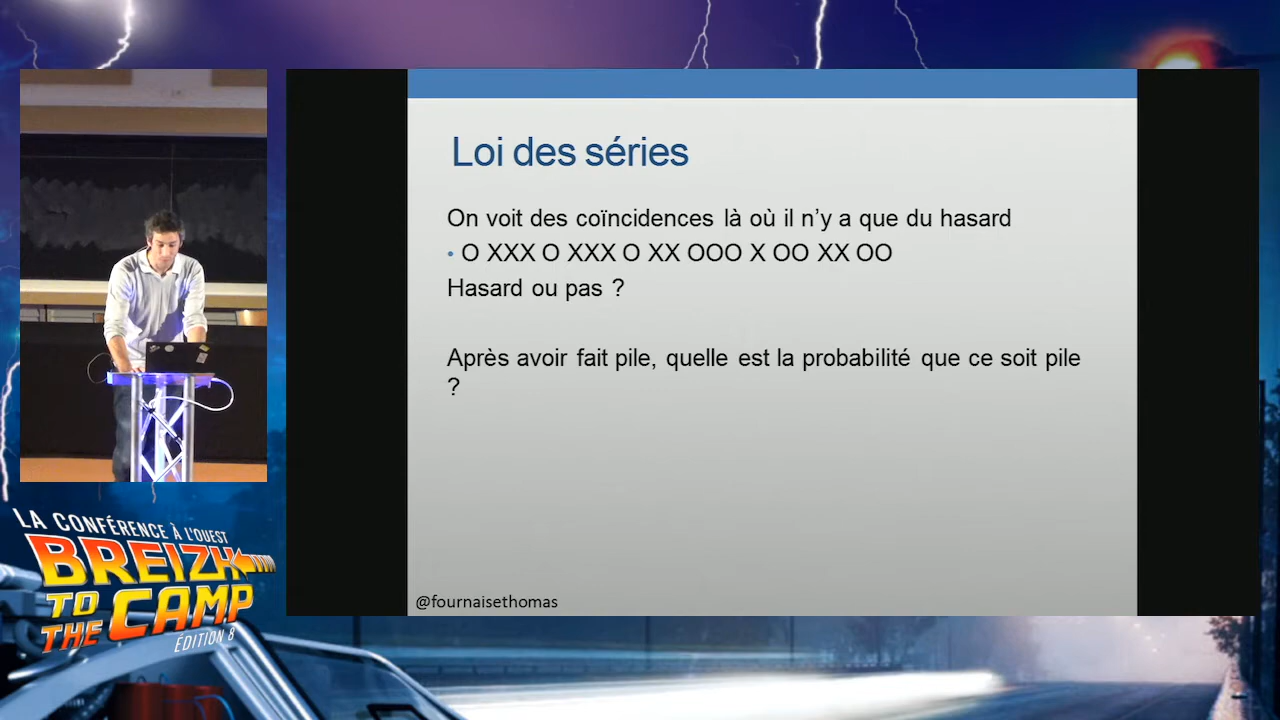 Loi des séries
On voit des coïncidences là où il n’y a que du hasard
• O XXX O XXX O XX OOO X OO XX OO
Hasard ou pas ?
Après avoir fait pile, quelle est la probabilité que ce soit pile
?
@fournaisethomas
LA CONFÉRENCE À L'OUEST
BREIZH
TO
THE CAMP
ÉDITION 8